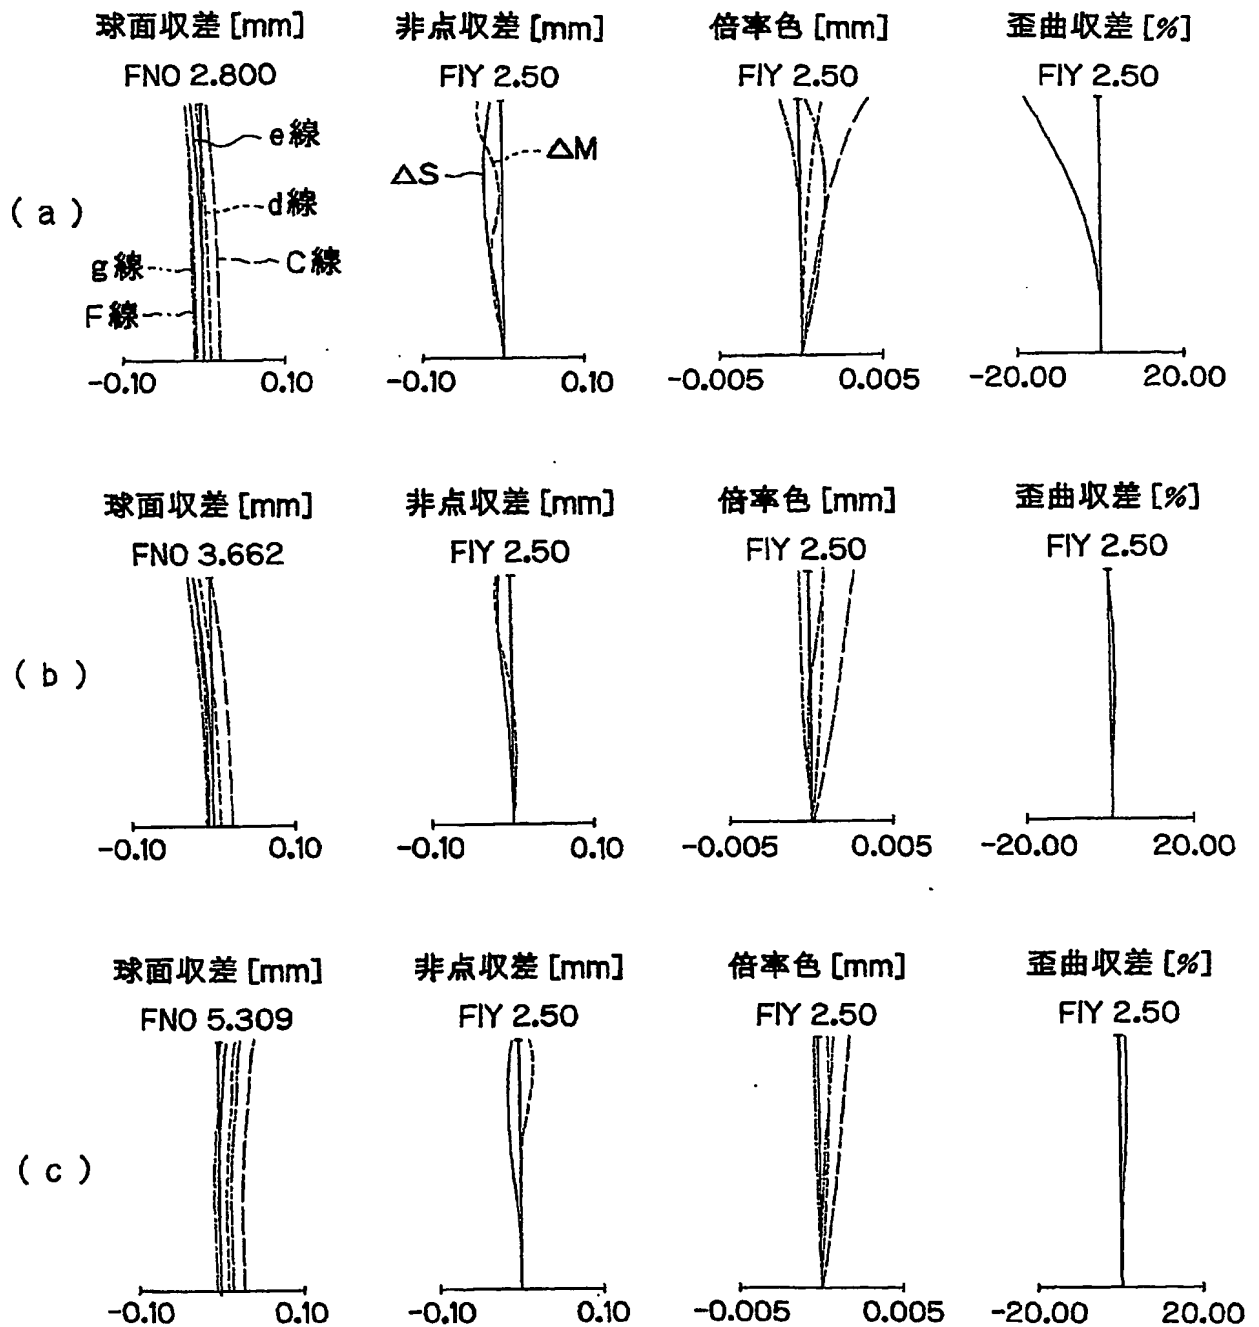 球面収差 [mm] 非点収差 [mm] 倍率色 [mm] 歪曲収差 [%]
FNO 2.800 FIY 2.50 FIY 2.50 FIY 2.50
(a)
e線
d線
g線
C線
F線
△S
△M
-0.10 0.10 -0.10 0.10 -0.005 0.005 -20.00 20.00
球面収差 [mm] 非点収差 [mm] 倍率色 [mm] 歪曲収差 [%]
FNO 3.662 FIY 2.50 FIY 2.50 FIY 2.50
(b)
-0.10 0.10 -0.10 0.10 -0.005 0.005 -20.00 20.00
球面収差 [mm] 非点収差 [mm] 倍率色 [mm] 歪曲収差 [%]
FNO 5.309 FIY 2.50 FIY 2.50 FIY 2.50
(c)
-0.10 0.10 -0.10 0.10 -0.005 0.005 -20.00 20.00